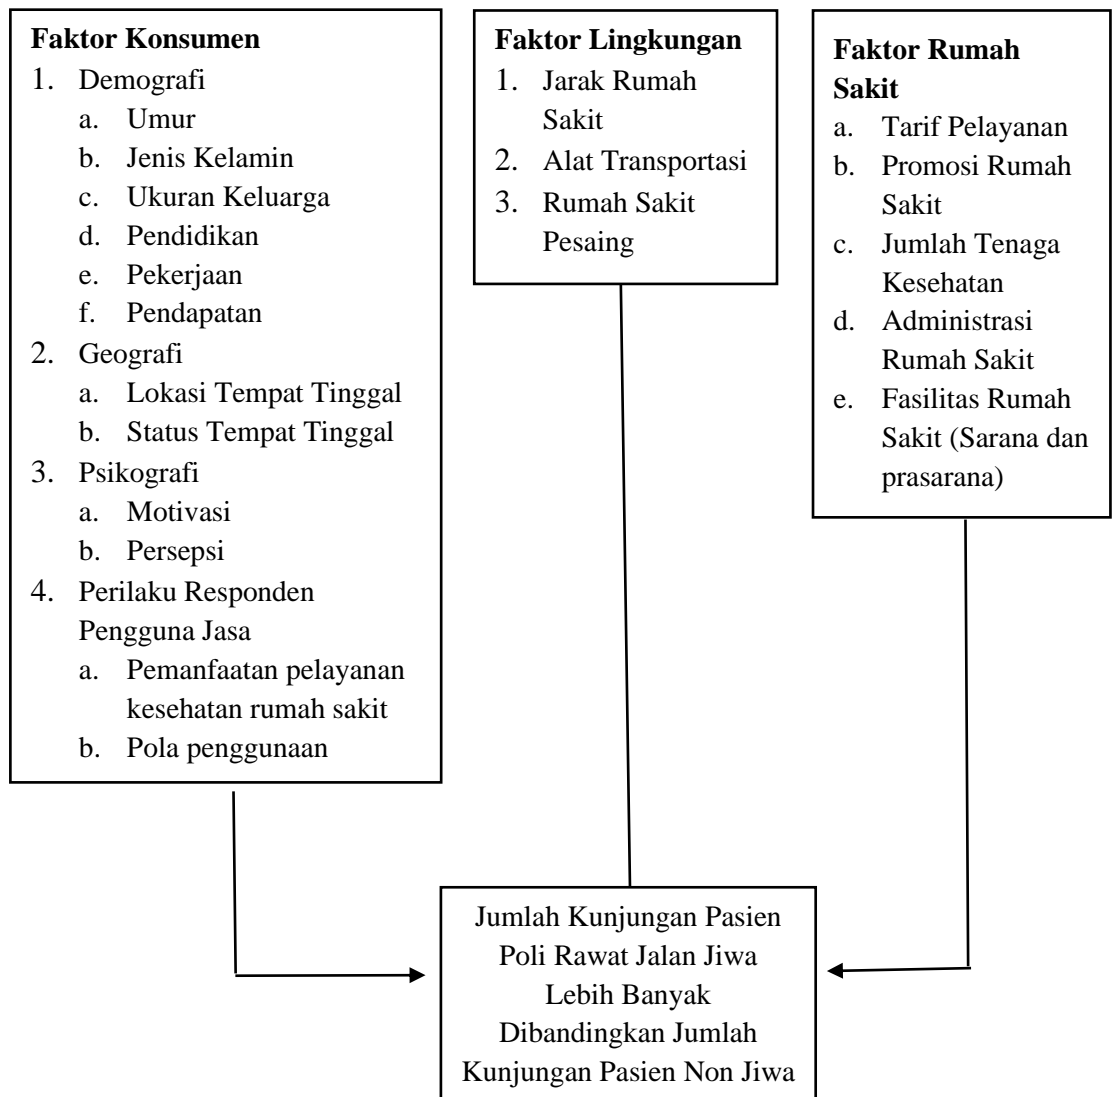 Faktor Konsumen
1. Demografi
a. Umur
b. Jenis Kelamin
c. Ukuran Keluarga
d. Pendidikan
e. Pekerjaan
f. Pendapatan
2. Geografi
a. Lokasi Tempat Tinggal
b. Status Tempat Tinggal
3. Psikografi
a. Motivasi
b. Persepsi
4. Perilaku Responden
Pengguna Jasa
a. Pemanfaatan pelayanan
kesehatan rumah sakit
b. Pola penggunaan
Faktor Lingkungan
1. Jarak Rumah
Sakit
2. Alat Transportasi
3. Rumah Sakit
Pesaing
Faktor Rumah
Sakit
a. Tarif Pelayanan
b. Promosi Rumah
Sakit
c. Jumlah Tenaga
Kesehatan
d. Administrasi
Rumah Sakit
e. Fasilitas Rumah
Sakit (Sarana dan
prasarana)
Jumlah Kunjungan Pasien
Poli Rawat Jalan Jiwa
Lebih Banyak
Dibandingkan Jumlah
Kunjungan Pasien Non Jiwa